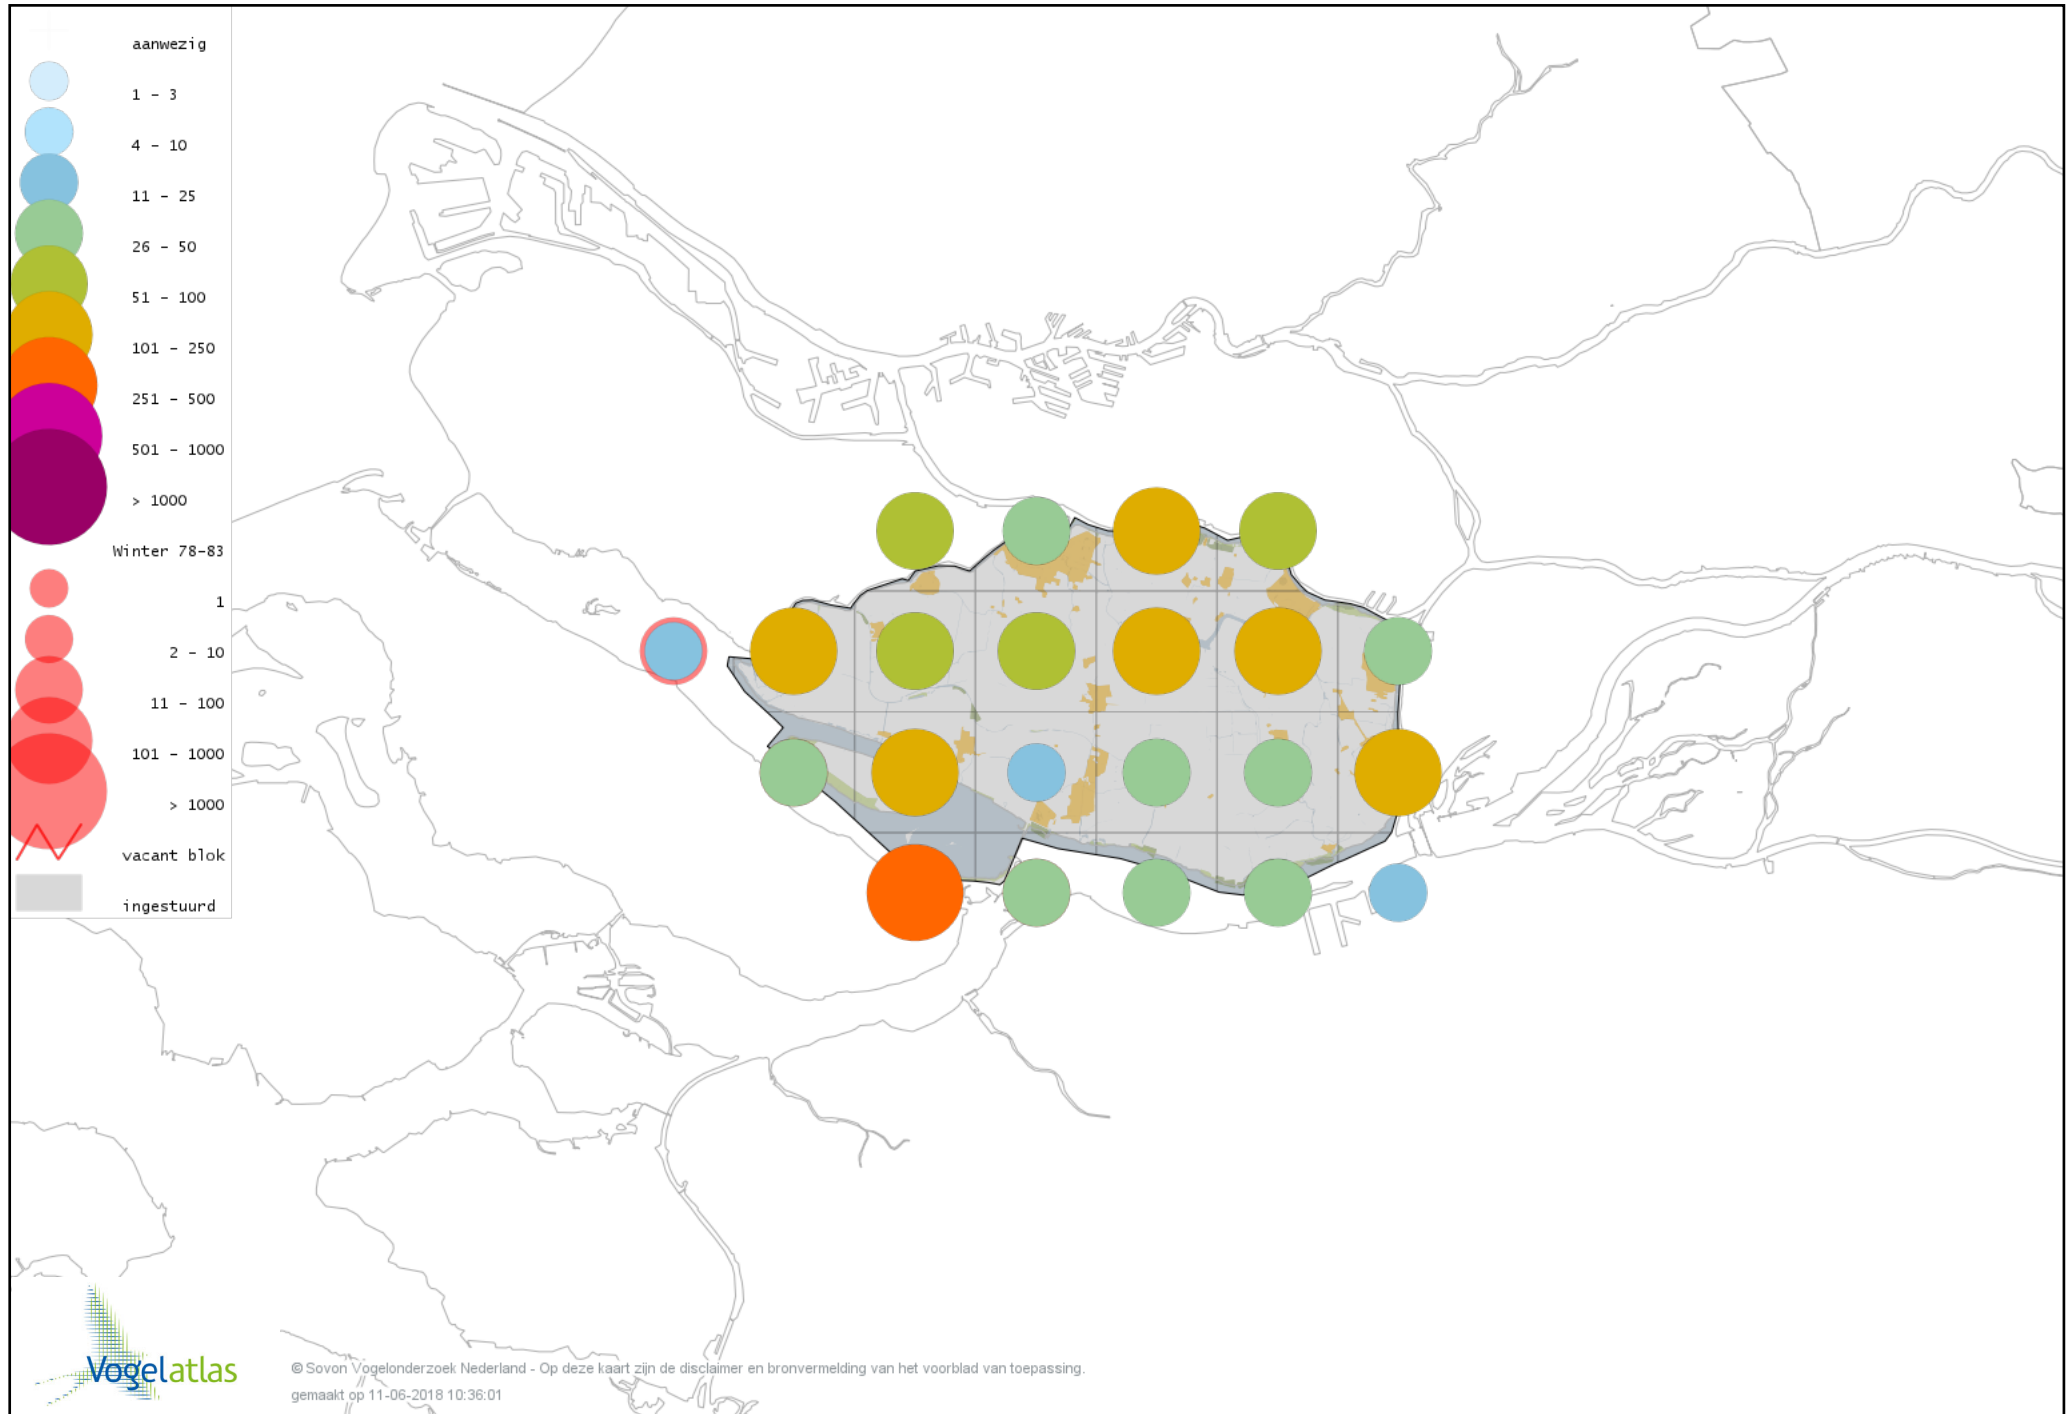 aanwezig
1 - 3
4 - 10
11 - 25
26 - 50
51 - 100
101 - 250
251 - 500
501 - 1000
> 1000
Winter 78-83
1
2 - 10
11 - 100
101 - 1000
> 1000
vacant blok
ingestuurd
Vogelatlas
© Sovon Vogelonderzoek Nederland - Op deze kaart zijn de disclaimer en bronvermelding van het voorblad van toepassing.
gemaakt op 11-06-2018 10:36:01